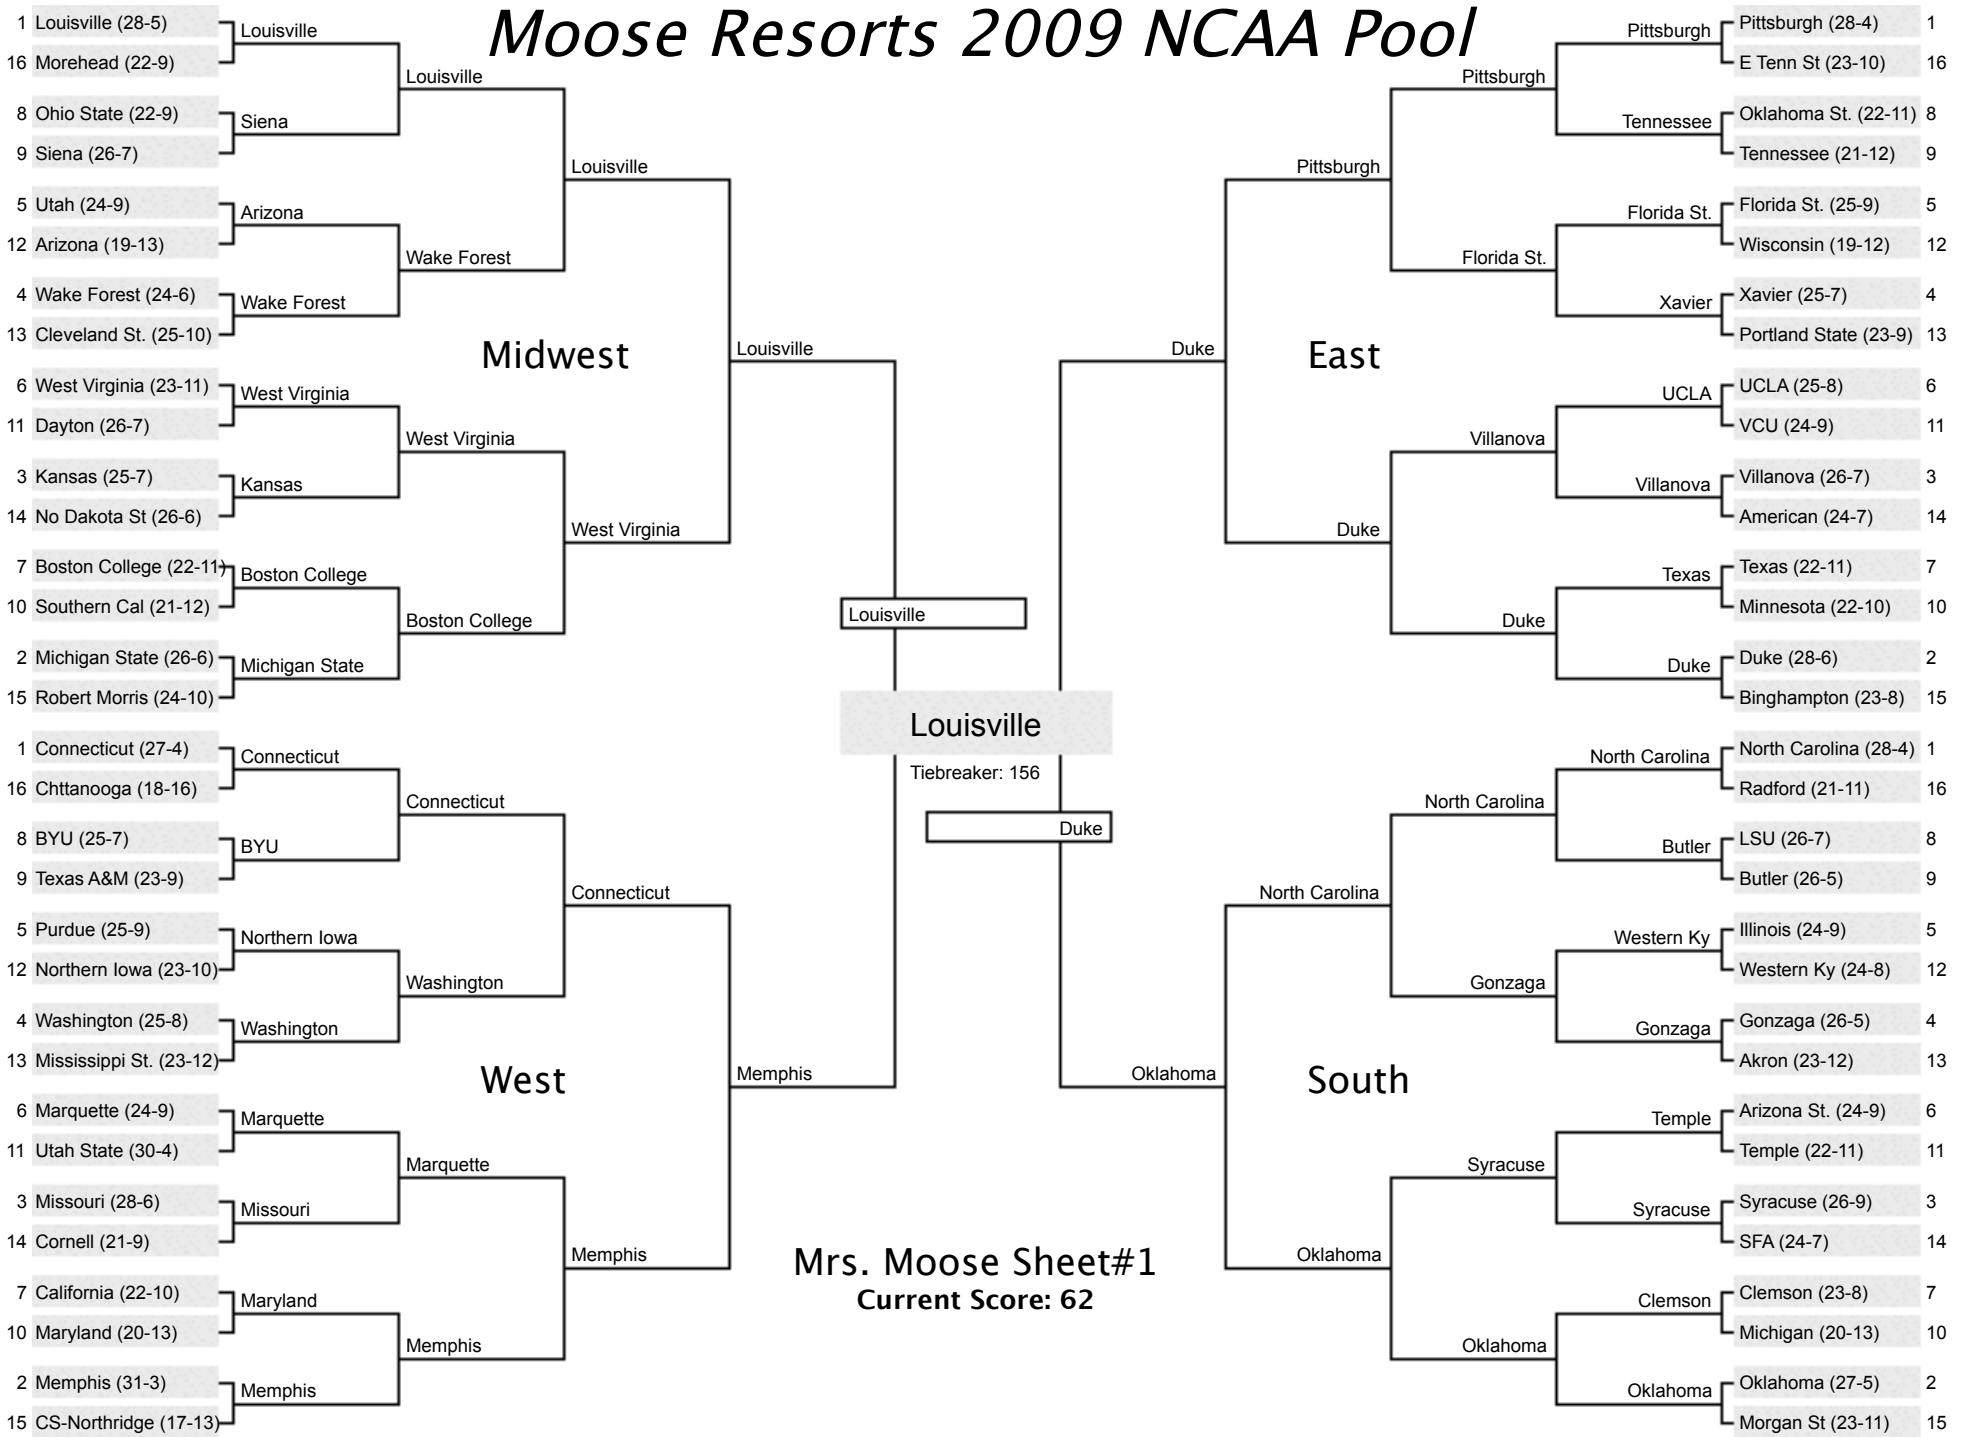 Moose Resorts 2009 NCAA Pool
1 Louisville (28-5)
16 Morehead (22-9)
8 Ohio State (22-9)
9 Siena (26-7)
5 Utah (24-9)
12 Arizona (19-13)
4 Wake Forest (24-6)
13 Cleveland St. (25-10)
6 West Virginia (23-11)
11 Dayton (26-7)
3 Kansas (25-7)
14 No Dakota St (26-6)
7 Boston College (22-11)
10 Southern Cal (21-12)
2 Michigan State (26-6)
15 Robert Morris (24-10)
Louisville
Siena
Arizona
Wake Forest
West Virginia
Kansas
Boston College
Michigan State
Louisville
Wake Forest
West Virginia
Boston College
Louisville
West Virginia
Louisville
Midwest
1 Connecticut (27-4)
16 Chttanooga (18-16)
8 BYU (25-7)
9 Texas A&M (23-9)
5 Purdue (25-9)
12 Northern Iowa (23-10)
4 Washington (25-8)
13 Mississippi St. (23-12)
6 Marquette (24-9)
11 Utah State (30-4)
3 Missouri (28-6)
14 Cornell (21-9)
7 California (22-10)
10 Maryland (20-13)
2 Memphis (31-3)
15 CS-Northridge (17-13)
Connecticut
BYU
Northern Iowa
Washington
Marquette
Missouri
Maryland
Memphis
Connecticut
Washington
Marquette
Memphis
Connecticut
Memphis
Memphis
West
Louisville
Louisville
Tiebreaker: 156
Duke
Mrs. Moose Sheet#1
Current Score: 62
Pittsburgh (28-4) 1
E Tenn St (23-10) 16
Oklahoma St. (22-11) 8
Tennessee (21-12) 9
Florida St. (25-9) 5
Wisconsin (19-12) 12
Xavier (25-7) 4
Portland State (23-9) 13
UCLA (25-8) 6
VCU (24-9) 11
Villanova (26-7) 3
American (24-7) 14
Texas (22-11) 7
Minnesota (22-10) 10
Duke (28-6) 2
Binghampton (23-8) 15
Pittsburgh
Tennessee
Florida St.
Xavier
UCLA
Villanova
Texas
Duke
Pittsburgh
Florida St.
Villanova
Duke
Pittsburgh
Duke
Duke
East
North Carolina (28-4) 1
Radford (21-11) 16
LSU (26-7) 8
Butler (26-5) 9
Illinois (24-9) 5
Western Ky (24-8) 12
Gonzaga (26-5) 4
Akron (23-12) 13
Arizona St. (24-9) 6
Temple (22-11) 11
Syracuse (26-9) 3
SFA (24-7) 14
Clemson (23-8) 7
Michigan (20-13) 10
Oklahoma (27-5) 2
Morgan St (23-11) 15
North Carolina
Butler
Western Ky
Gonzaga
Temple
Syracuse
Clemson
Oklahoma
North Carolina
Gonzaga
Syracuse
Oklahoma
North Carolina
Oklahoma
Oklahoma
South